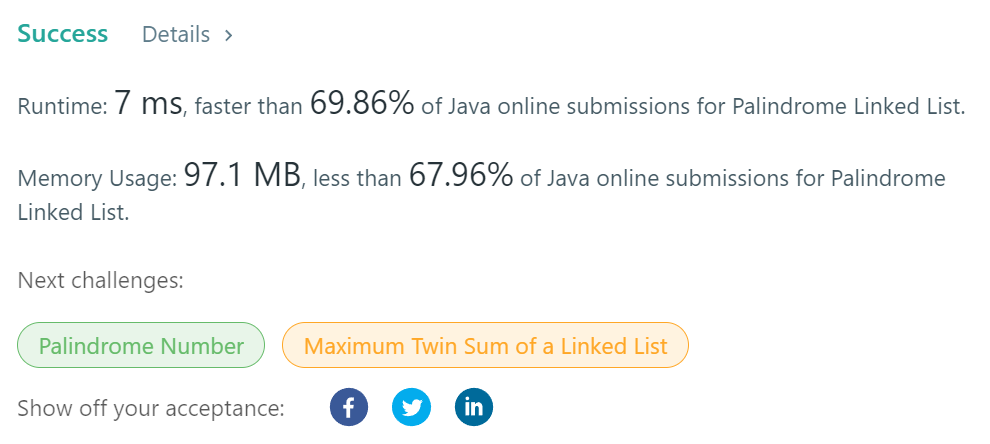 Success Details >
Runtime: 7 ms, faster than 69.86% of Java online submissions for Palindrome Linked List.
Memory Usage: 97.1 MB, less than 67.96% of Java online submissions for Palindrome
Linked List.
Next challenges:
Palindrome Number Maximum Twin Sum of a Linked List
Show off your acceptance: f in